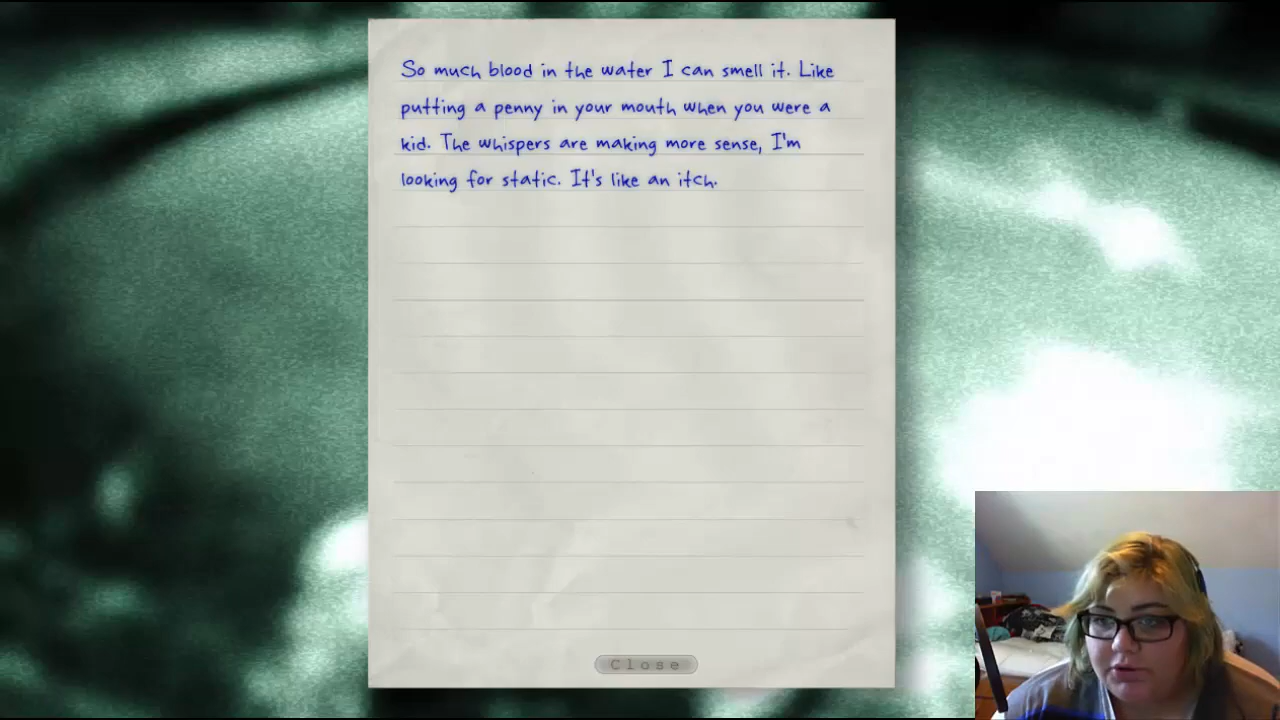 So much blood in the water I can smell it. Like
putting a penny in your mouth when you were a
kid. The whispers are making more sense, I'm
looking for static. It's like an itch.
Close